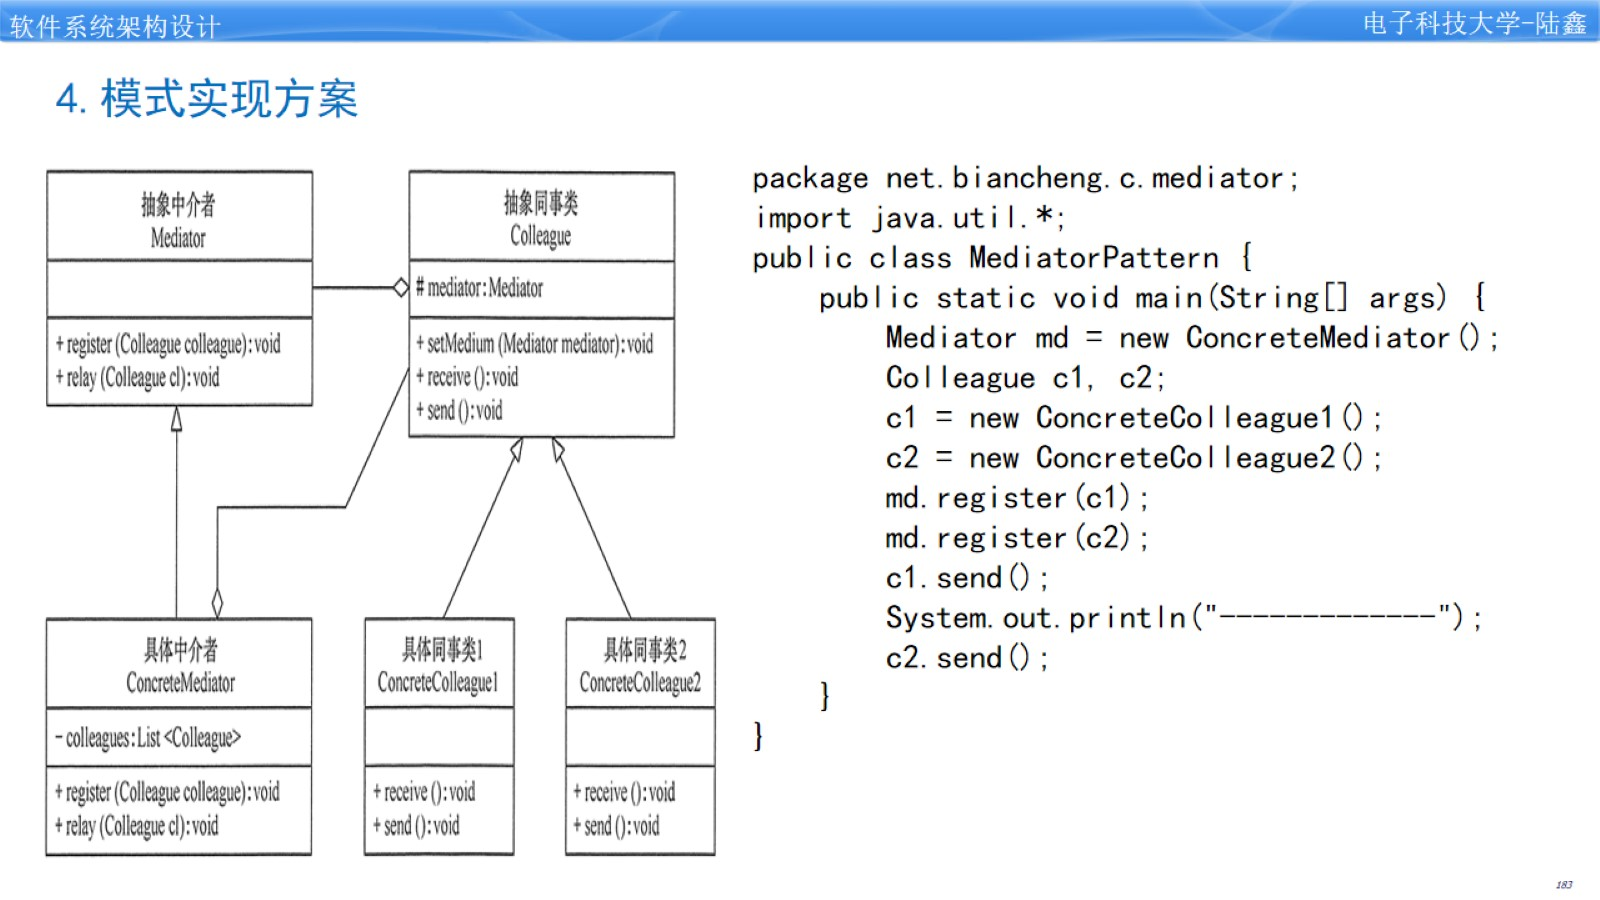 软件系统架构设计
电子科技大学-陆鑫
4. 模式实现方案
抽象中介者
Mediator
+ register (Colleague colleague):void
+ relay (Colleague cl):void
抽象同事类
Colleague
# mediator:Mediator
+ setMedium (Mediator mediator):void
+ receive ():void
+ send ():void
具体中介者
ConcreteMediator
- colleagues:List <Colleague>
+ register (Colleague colleague):void
+ relay (Colleague cl):void
具体同事类1
ConcreteColleague1
+ receive ():void
+ send ():void
具体同事类2
ConcreteColleague2
+ receive ():void
+ send ():void
package net.biancheng.c.mediator;
import java.util.*;
public class MediatorPattern {
    public static void main(String[] args) {
        Mediator md = new ConcreteMediator();
        Colleague c1, c2;
        c1 = new ConcreteColleague1();
        c2 = new ConcreteColleague2();
        md.register(c1);
        md.register(c2);
        c1.send();
        System.out.println("-------------");
        c2.send();
    }
}
183